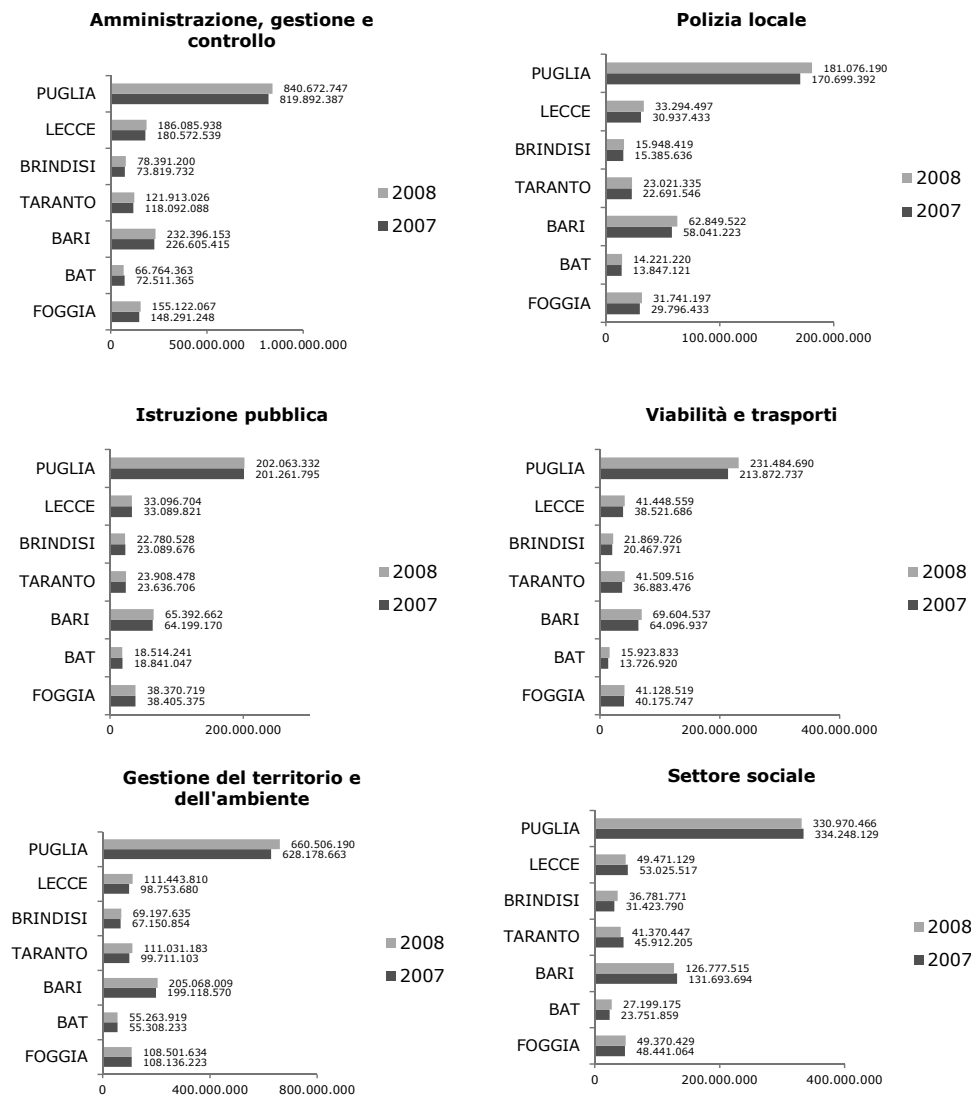 Amministrazione, gestione e
controllo
PUGLIA
840.672.747
819.892.387
LECCE
186.085.938
180.572.539
BRINDISI
78.391.200
73.819.732
TARANTO
121.913.026
118.092.088
BARI
232.396.153
226.605.415
BAT
66.764.363
72.511.365
FOGGIA
155.122.067
148.291.248
2008
2007
0
500.000.000
1.000.000.000
Polizia locale
PUGLIA
181.076.190
170.699.392
LECCE
33.294.497
30.937.433
BRINDISI
15.948.419
15.385.636
TARANTO
23.021.335
22.691.546
BARI
62.849.522
58.041.223
BAT
14.221.220
13.847.121
FOGGIA
31.741.197
29.796.433
2008
2007
0
100.000.000
200.000.000
Istruzione pubblica
PUGLIA
202.063.332
201.261.795
LECCE
33.096.704
33.089.821
BRINDISI
22.780.528
23.089.676
TARANTO
23.908.478
23.636.706
BARI
65.392.662
64.199.170
BAT
18.514.241
18.841.047
FOGGIA
38.370.719
38.405.375
2008
2007
0
200.000.000
Viabilità e trasporti
PUGLIA
231.484.690
213.872.737
LECCE
41.448.559
38.521.686
BRINDISI
21.869.726
20.467.971
TARANTO
41.509.516
36.883.476
BARI
69.604.537
64.096.937
BAT
15.923.833
13.726.920
FOGGIA
41.128.519
40.175.747
2008
2007
0
200.000.000
400.000.000
Gestione del territorio e
dell'ambiente
PUGLIA
660.506.190
628.178.663
LECCE
111.443.810
98.753.680
BRINDISI
69.197.635
67.150.854
TARANTO
111.031.183
99.711.103
BARI
205.068.009
199.118.570
BAT
55.263.919
55.308.233
FOGGIA
108.501.634
108.136.223
2008
2007
0
400.000.000
800.000.000
Settore sociale
PUGLIA
330.970.466
334.248.129
LECCE
49.471.129
53.025.517
BRINDISI
36.781.771
31.423.790
TARANTO
41.370.447
45.912.205
BARI
126.777.515
131.693.694
BAT
27.199.175
23.751.859
FOGGIA
49.370.429
48.441.064
2008
2007
0
200.000.000
400.000.000